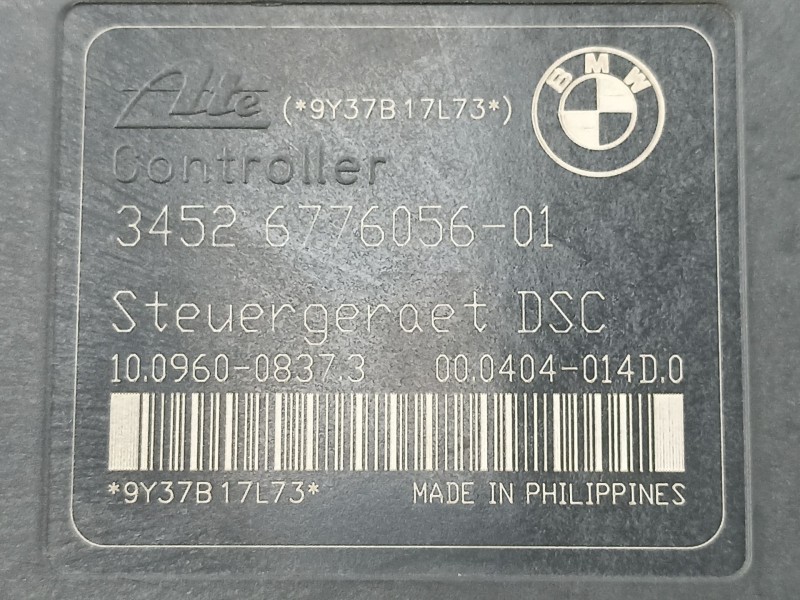 Ate (*9Y37B17L73*)
BMW
Controller
3452 6776056-01
Steuergeraet DSC
10.0960-0837.3 00.0404-014D.0
*9Y37B17L73* MADE IN PHILIPPINES